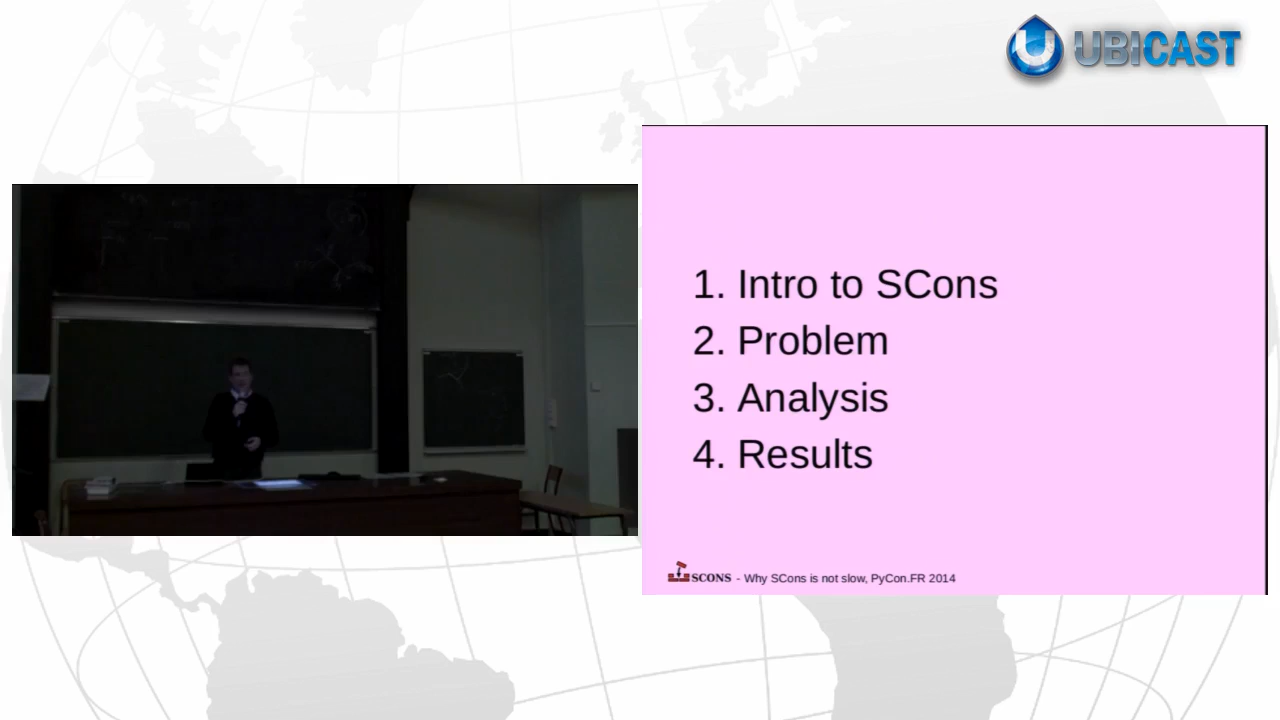 UBICAST
1. Intro to SCons
2. Problem
3. Analysis
4. Results
SCONS - Why SCons is not slow, PyCon.FR 2014